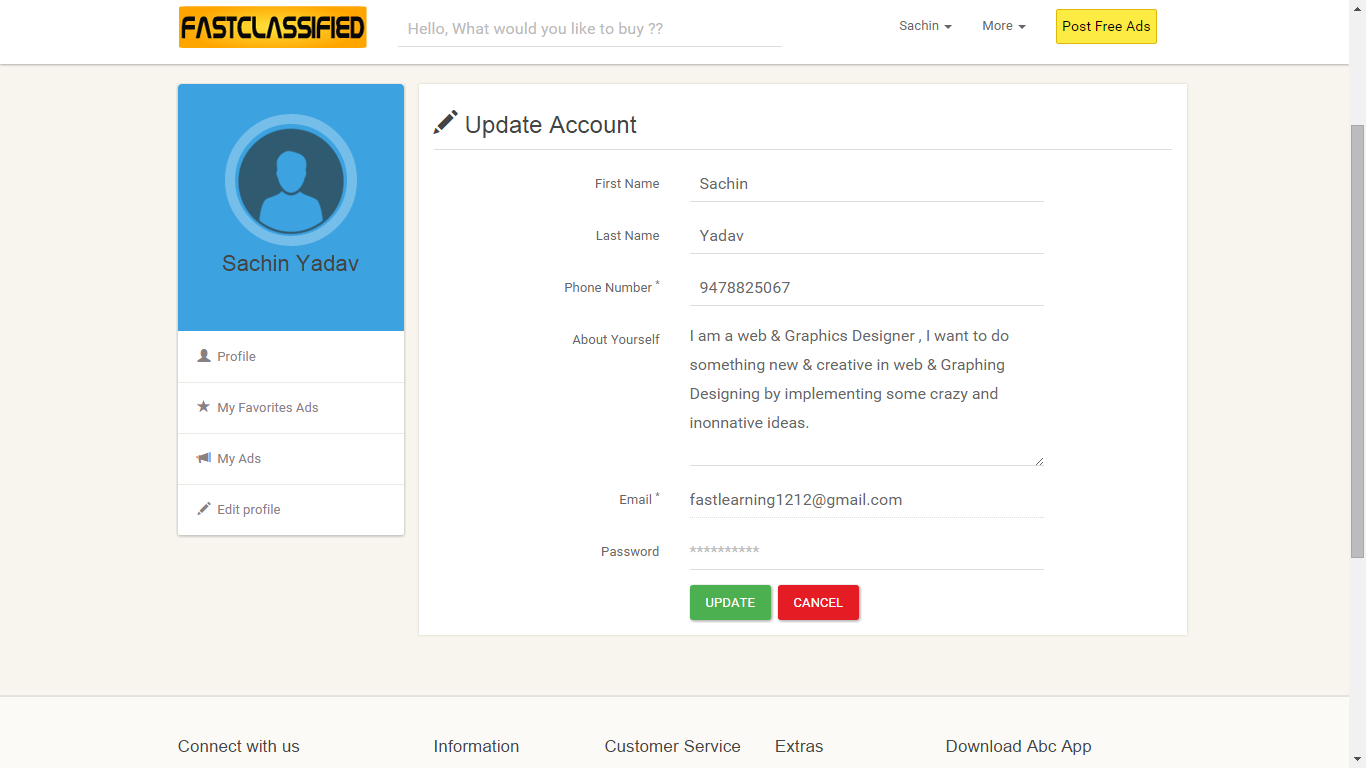 FASTCLASSIFIED
Hello, What would you like to buy ??
Sachin
More
Post Free Ads
Sachin Yadav
Profile
My Favorites Ads
My Ads
Edit profile
Update Account
First Name
Sachin
Last Name
Yadav
Phone Number *
9478825067
About Yourself
I am a web & Graphics Designer , I want to do
something new & creative in web & Graphing
Designing by implementing some crazy and
inonnative ideas.
Email *
fastlearning1212@gmail.com
Password
**********
UPDATE
CANCEL
Connect with us
Information
Customer Service
Extras
Download Abc App